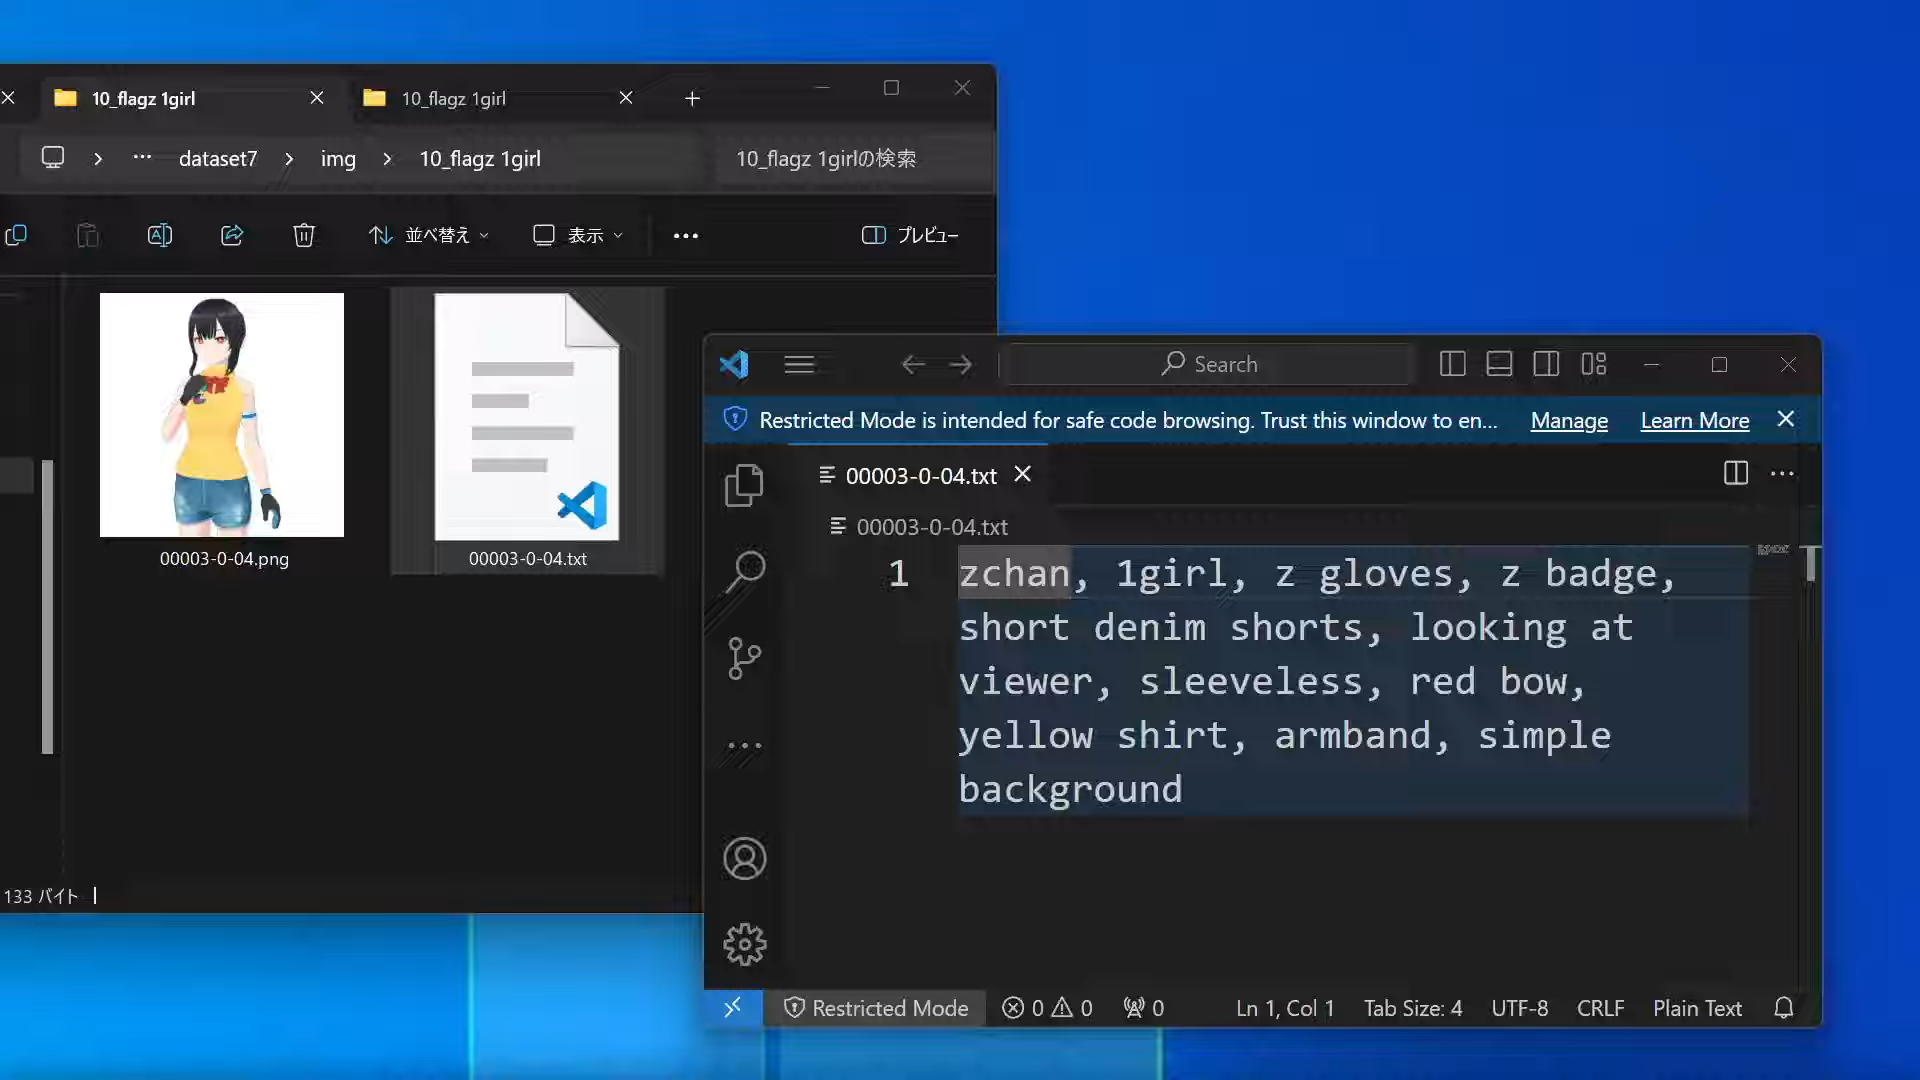 10_flagz 1girl
10_flagz 1girl
dataset7
img
10_flagz 1girl
10_flagz 1girlの検索
並べ替え
表示
プレビュー
00003-0-04.png
00003-0-04.txt
133 バイト
Search
Restricted Mode is intended for safe code browsing. Trust this window to en...
Manage
Learn More
00003-0-04.txt
00003-0-04.txt
1
zchan, 1girl, z gloves, z badge,
short denim shorts, looking at
viewer, sleeveless, red bow,
yellow shirt, armband, simple
background
Restricted Mode
0
0
0
Ln 1, Col 1
Tab Size: 4
UTF-8
CRLF
Plain Text